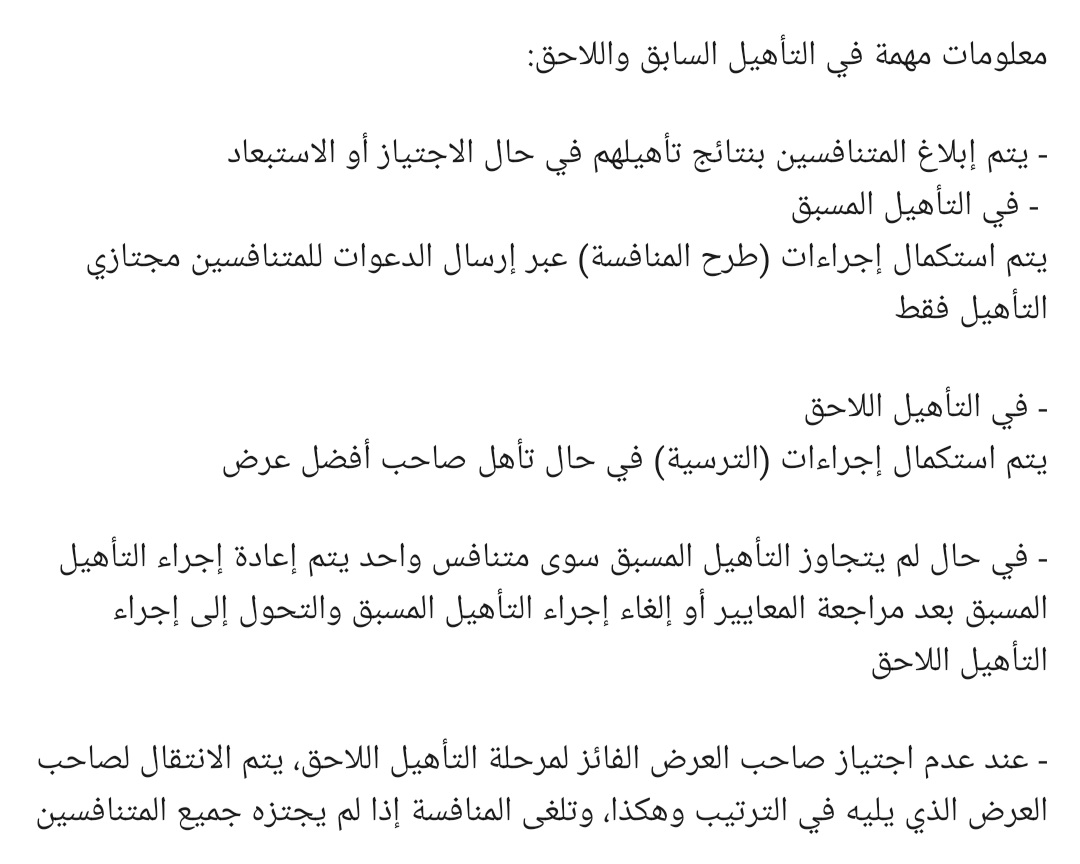 معلومات مهمة في التأهيل السابق واللاحق:
- يتم إبلاغ المتنافسين بنتائج تأهيلهم في حال الاجتياز أو الاستبعاد
- في التأهيل المسبق
يتم استكمال إجراءات (طرح المنافسة) عبر إرسال الدعوات للمتنافسين مجتازي
التأهيل فقط
- في التأهيل اللاحق
يتم استكمال إجراءات (الترسية) في حال تأهل صاحب أفضل عرض
- في حال لم يتجاوز التأهيل المسبق سوى متنافس واحد يتم إعادة إجراء التأهيل
المسبق بعد مراجعة المعايير أو إلغاء إجراء التأهيل المسبق والتحول إلى إجراء
التأهيل اللاحق
- عند عدم اجتياز صاحب العرض الفائز لمرحلة التأهيل اللاحق، يتم الانتقال لصاحب
العرض الذي يليه في الترتيب وهكذا، وتلغى المنافسة إذا لم يجتزه جميع المتنافسين